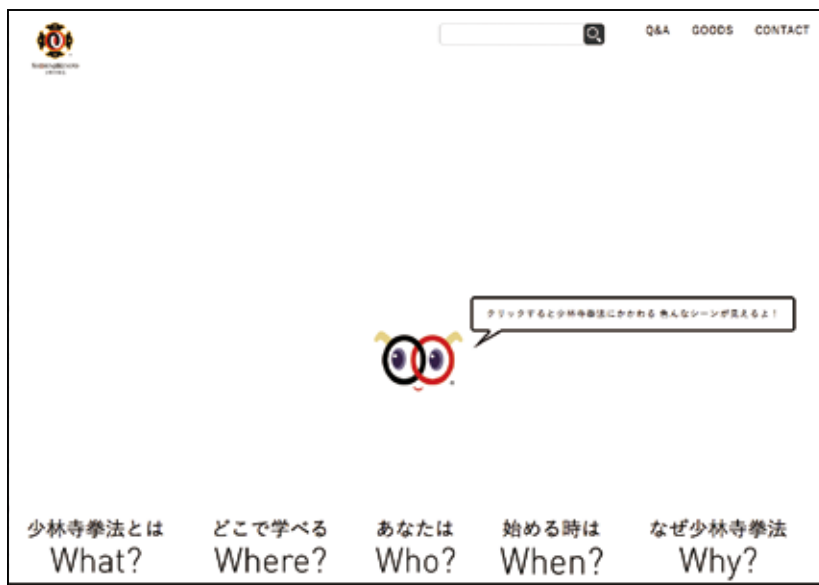 Q&A GOODS CONTACT
クリックすると少林寺拳法にかかわる 色んなシーンが見えるよ！
少林寺拳法とは
What?
どこで学べる
Where?
あなたは
Who?
始める時は
When?
なぜ少林寺拳法
Why?